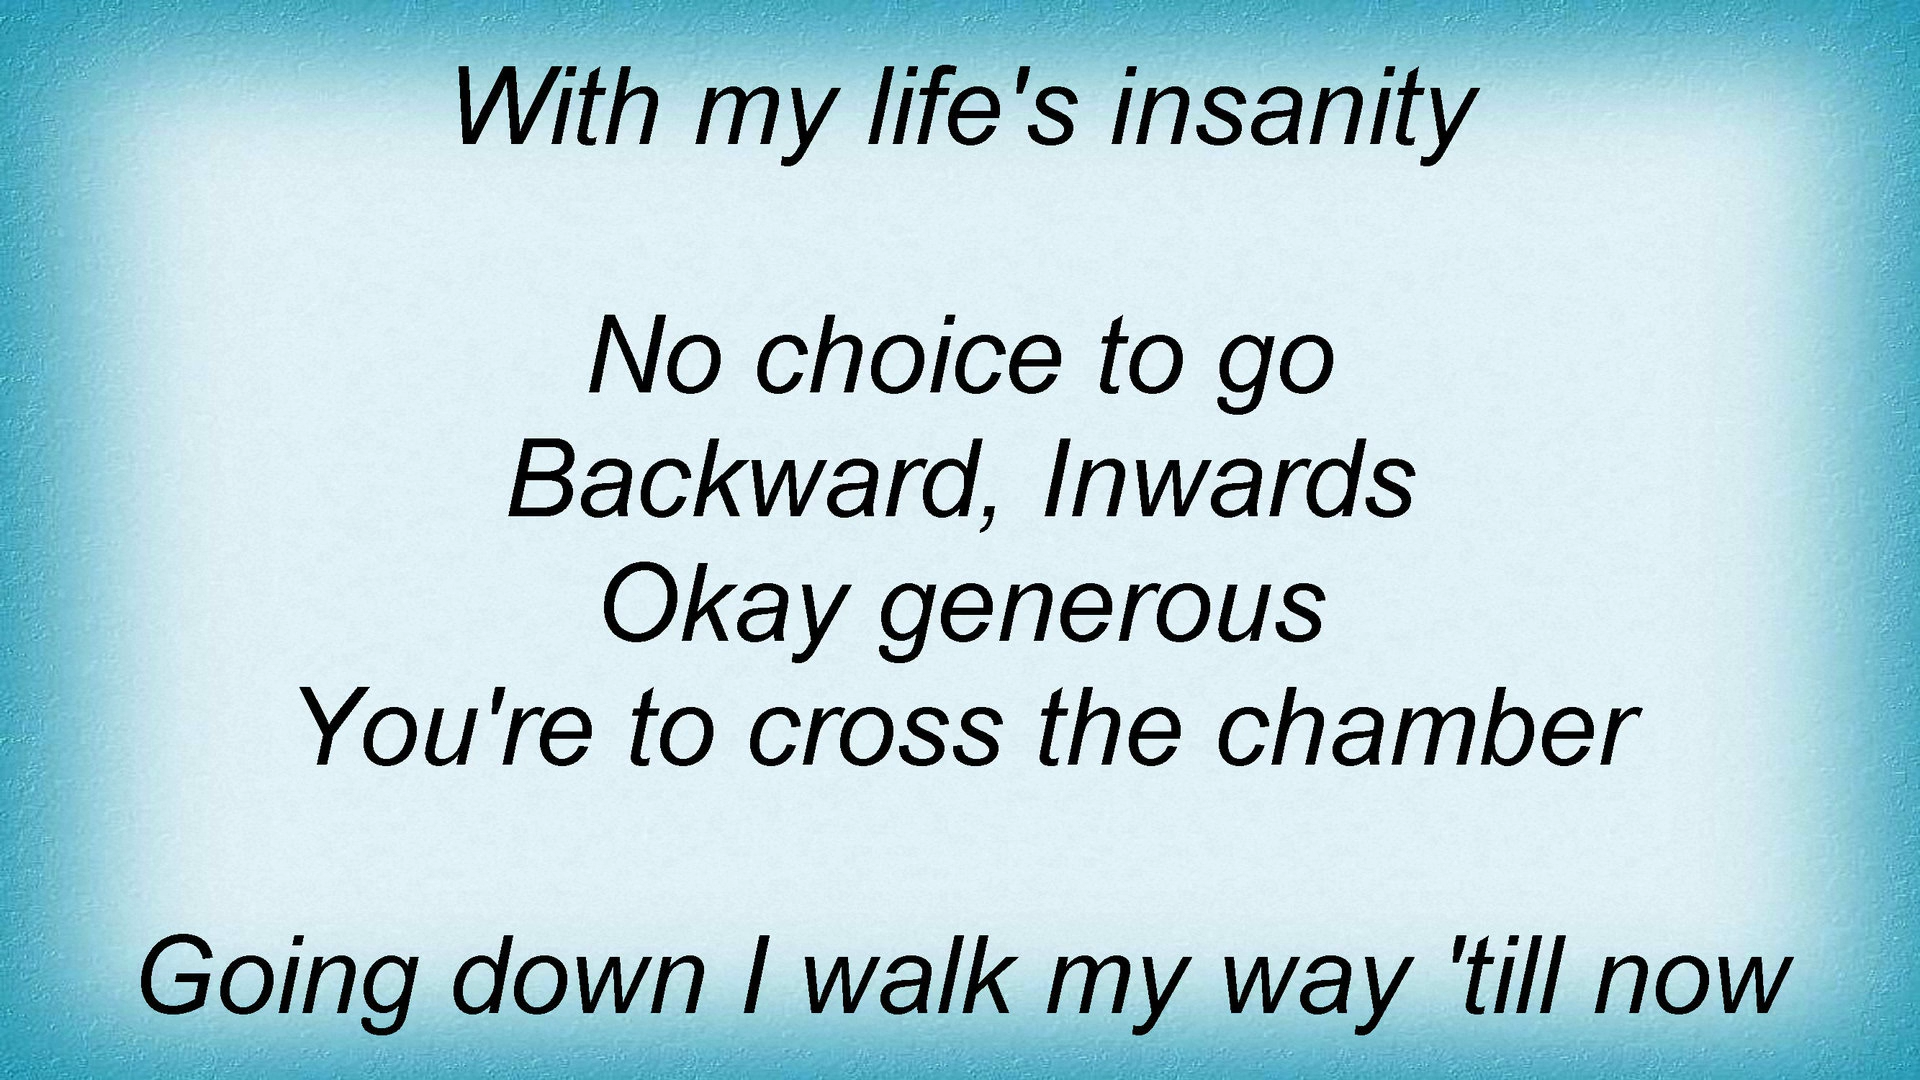 With my life's insanity
No choice to go
Backward, Inwards
Okay generous
You're to cross the chamber
Going down I walk my way 'till now